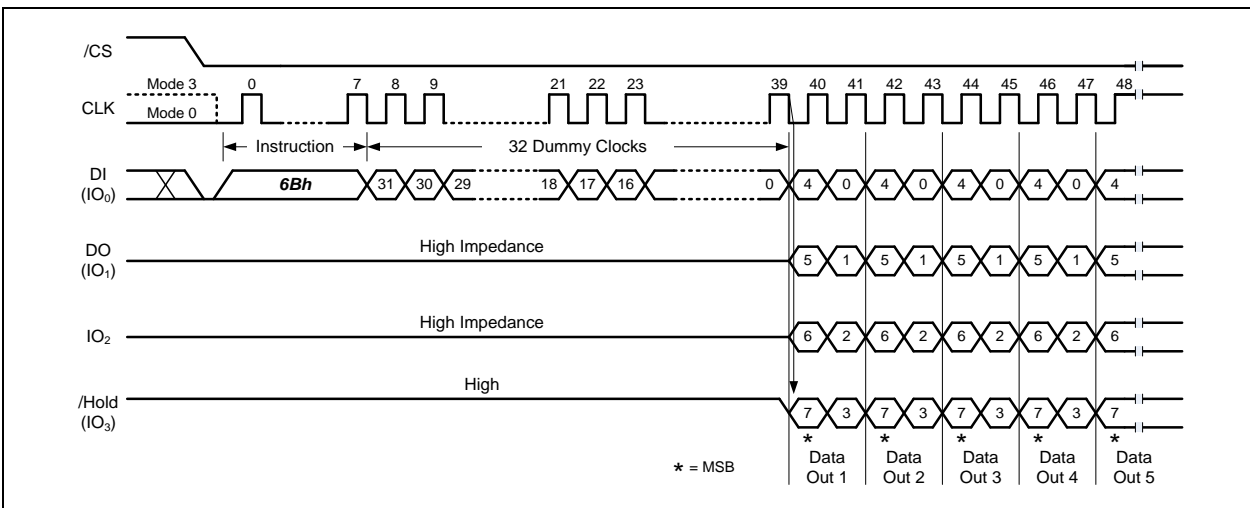 /CS
Mode 3 0 7 8 9 21 22 23 39 40 41 42 43 44 45 46 47 48
CLK
Mode 0
Instruction 32 Dummy Clocks
DI
(IO0) 6Bh 31 30 29 18 17 16 0 4 0 4 0 4 0 4 0 4
High Impedance
DO
(IO1) 5 1 5 1 5 1 5 1 5
High Impedance
IO2 6 2 6 2 6 2 6 2 6
High
/Hold
(IO3) 7 3 7 3 7 3 7 3 7
* * * * *
* = MSB
Data Out 1
Data Out 2
Data Out 3
Data Out 4
Data Out 5